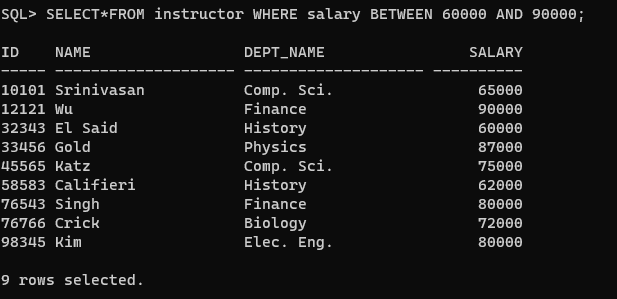 SQL> SELECT*FROM instructor WHERE salary BETWEEN 60000 AND 90000;
ID    NAME                 DEPT_NAME                SALARY
----- -------------------- -------------------- ----------
10101 Srinivasan           Comp. Sci.                65000
12121 Wu                   Finance                   90000
32343 El Said              History                   60000
33456 Gold                 Physics                   87000
45565 Katz                 Comp. Sci.                75000
58583 Califieri            History                   62000
76543 Singh                Finance                   80000
76766 Crick                Biology                   72000
98345 Kim                  Elec. Eng.                80000
9 rows selected.